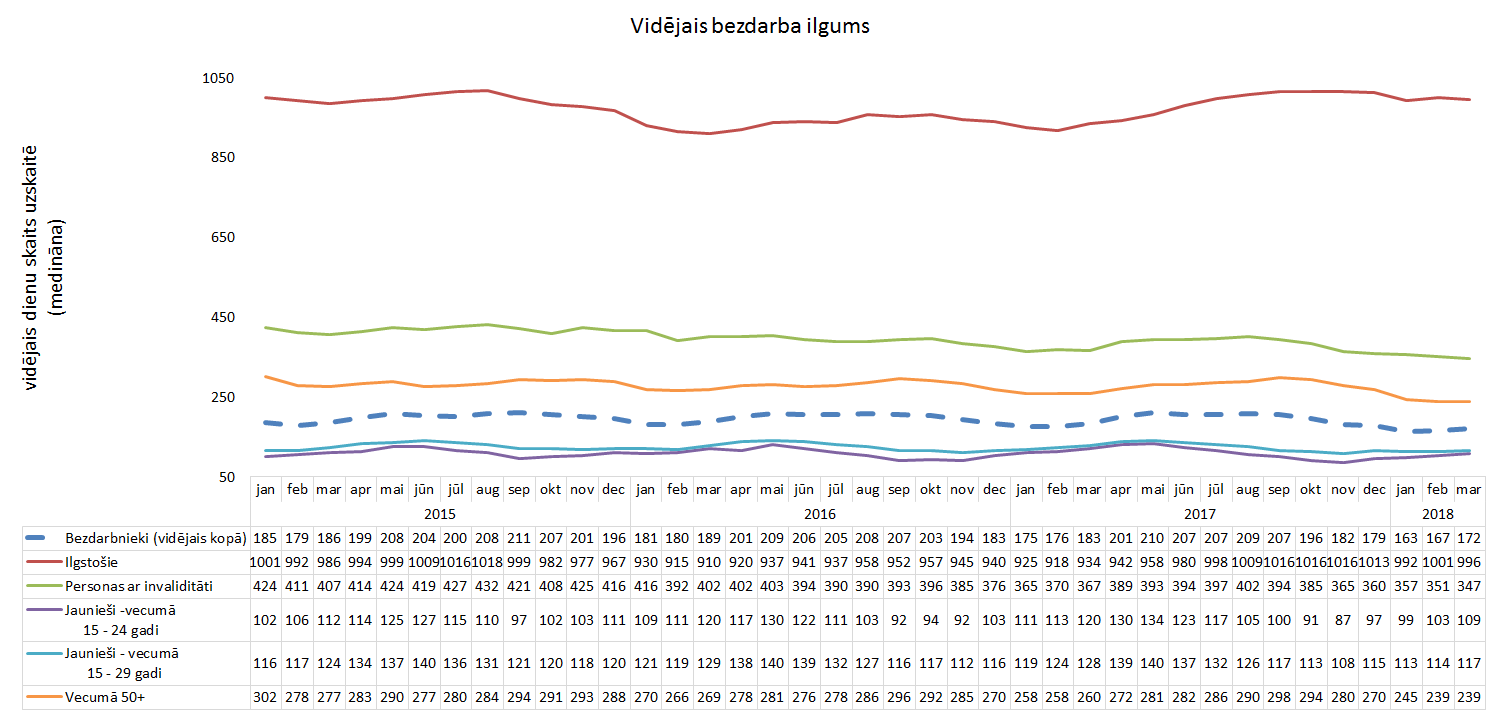 Vidējais bezdarba ilgums
vidējais dienu skaits uzskaitē
(medināna)
1050
850
650
450
250
50
jan feb mar apr mai jūn jūl aug sep okt nov dec jan feb mar apr mai jūn jūl aug sep okt nov dec jan feb mar apr mai jūn jūl aug sep okt nov dec jan feb mar
2015 2016 2017 2018
Bezdarbnieki (vidējais kopā) 185 179 186 199 208 204 200 208 211 207 201 196 181 180 189 201 209 206 205 208 207 203 194 183 175 176 183 201 210 207 207 209 207 196 182 179 163 167 172
Ilgstošie 1001 992 986 994 999 1009 1016 1018 999 982 977 967 930 915 910 920 937 941 937 958 952 957 945 940 925 918 934 942 958 980 998 1009 1016 1016 1016 1013 992 1001 996
Personas ar invaliditāti 424 411 407 414 424 419 427 432 421 408 425 416 416 392 402 402 403 394 390 390 393 396 385 376 365 370 367 389 393 394 397 402 394 385 365 360 357 351 347
Jaunieši -vecumā
15 - 24 gadi 102 106 112 114 125 127 115 110 97 102 103 111 109 111 120 117 130 122 111 103 92 94 92 103 111 113 120 130 134 123 117 105 100 91 87 97 99 103 109
Jaunieši - vecumā
15 - 29 gadi 116 117 124 134 137 140 136 131 121 120 118 120 121 119 129 138 140 139 132 127 116 117 112 116 119 124 128 139 140 137 132 126 117 113 108 115 113 114 117
Vecumā 50+ 302 278 277 283 290 277 280 284 294 291 293 288 270 266 269 278 281 276 278 286 296 292 285 270 258 258 260 272 281 282 286 290 298 294 280 270 245 239 239